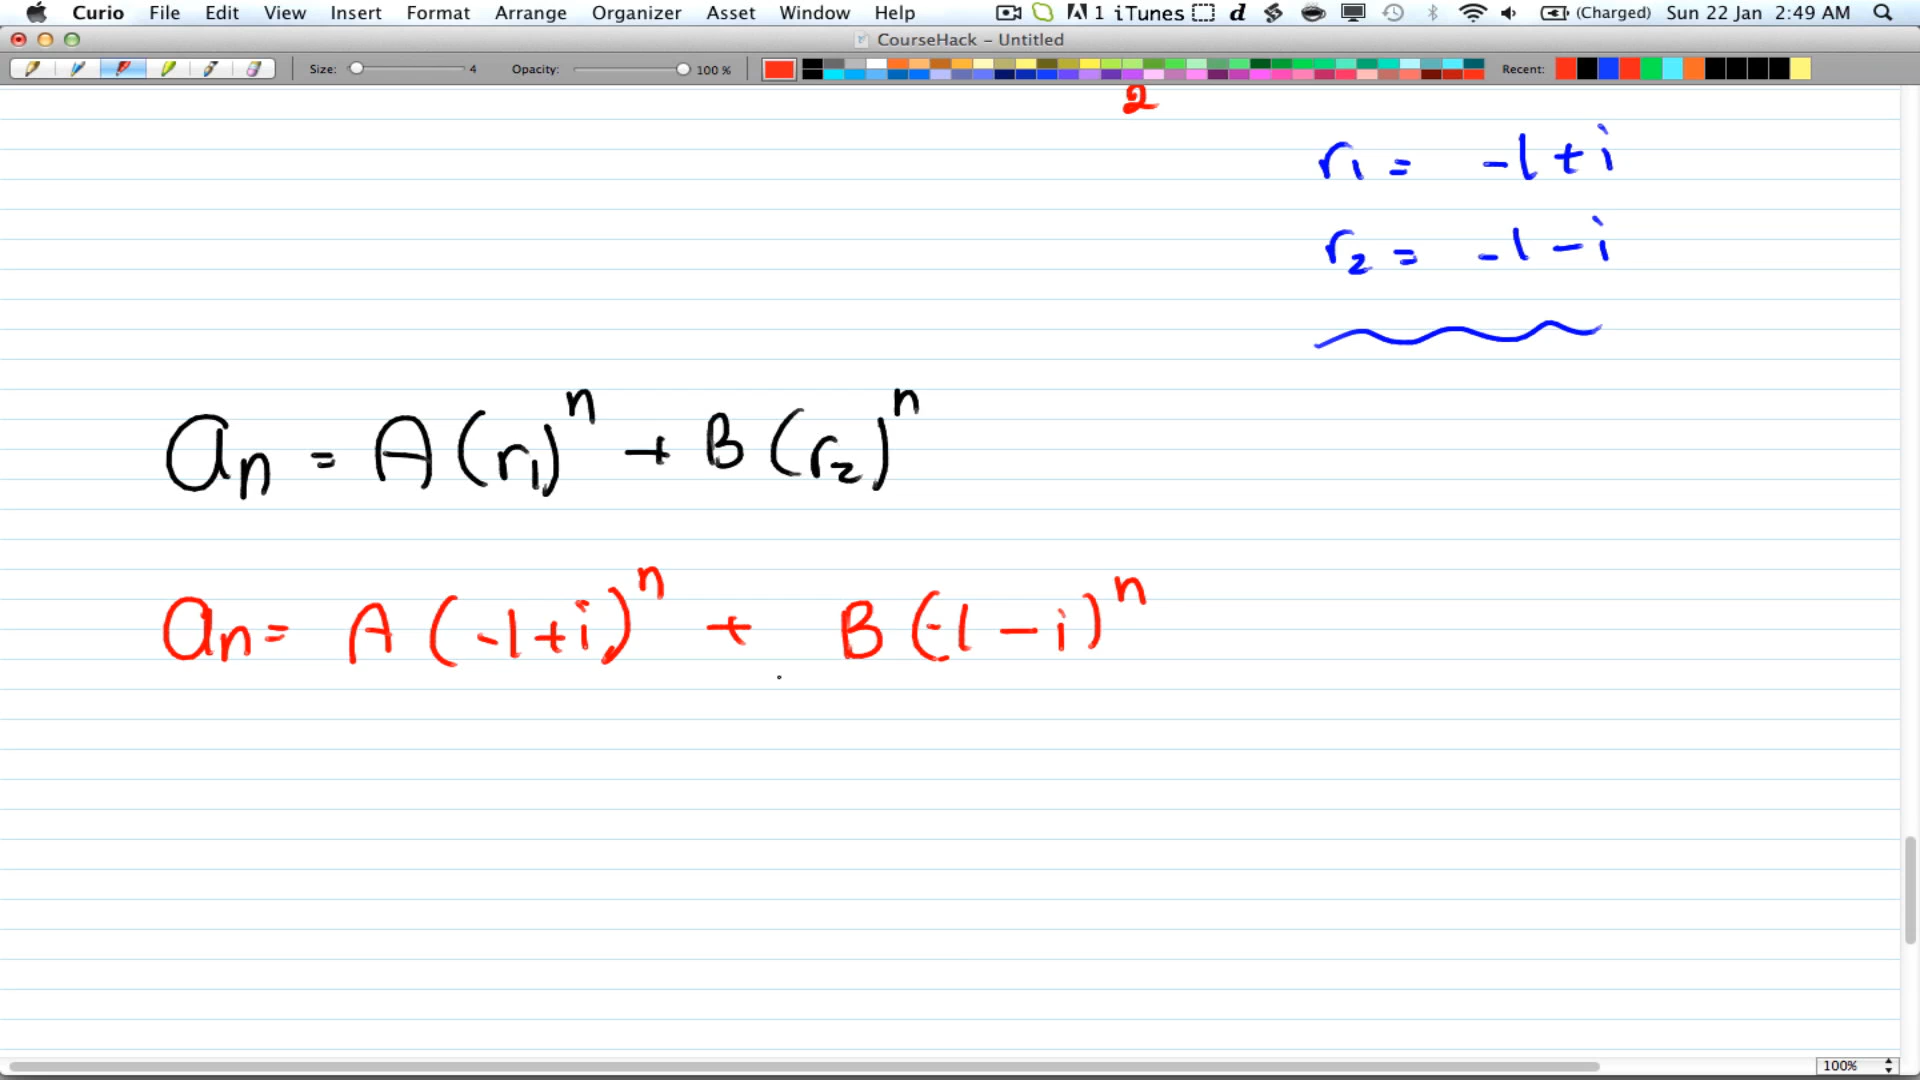 Curio File Edit View Insert Format Arrange Organizer Asset Window Help 1 iTunes d (Charged) Sun 22 Jan 2:49 AM
CourseHack – Untitled
Size: 4 Opacity: 100 % Recent:
2
r₁ = -1+i
r₂ = -1-i
aₙ = A(r₁)ⁿ + B(r₂)ⁿ
aₙ = A(-1+i)ⁿ + B(-1-i)ⁿ
100%